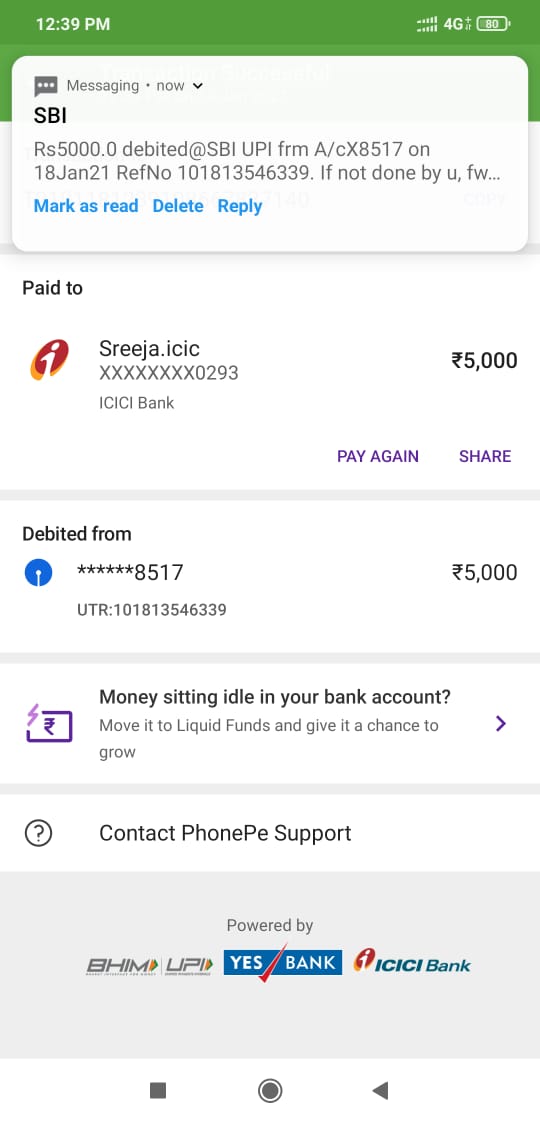 12:39 PM
4G
80
Transaction Successful
Messaging • now
SBI
Rs5000.0 debited@SBI UPI frm A/cX8517 on
18Jan21 RefNo 101813546339. If not done by u, fw...
COPY
Mark as read Delete Reply
Paid to
Sreeja.icic
₹5,000
XXXXXXXX0293
ICICI Bank
PAY AGAIN SHARE
Debited from
******8517
₹5,000
UTR:101813546339
Money sitting idle in your bank account?
Move it to Liquid Funds and give it a chance to
grow
Contact PhonePe Support
Powered by
BHIM UPI YES BANK ICICI Bank